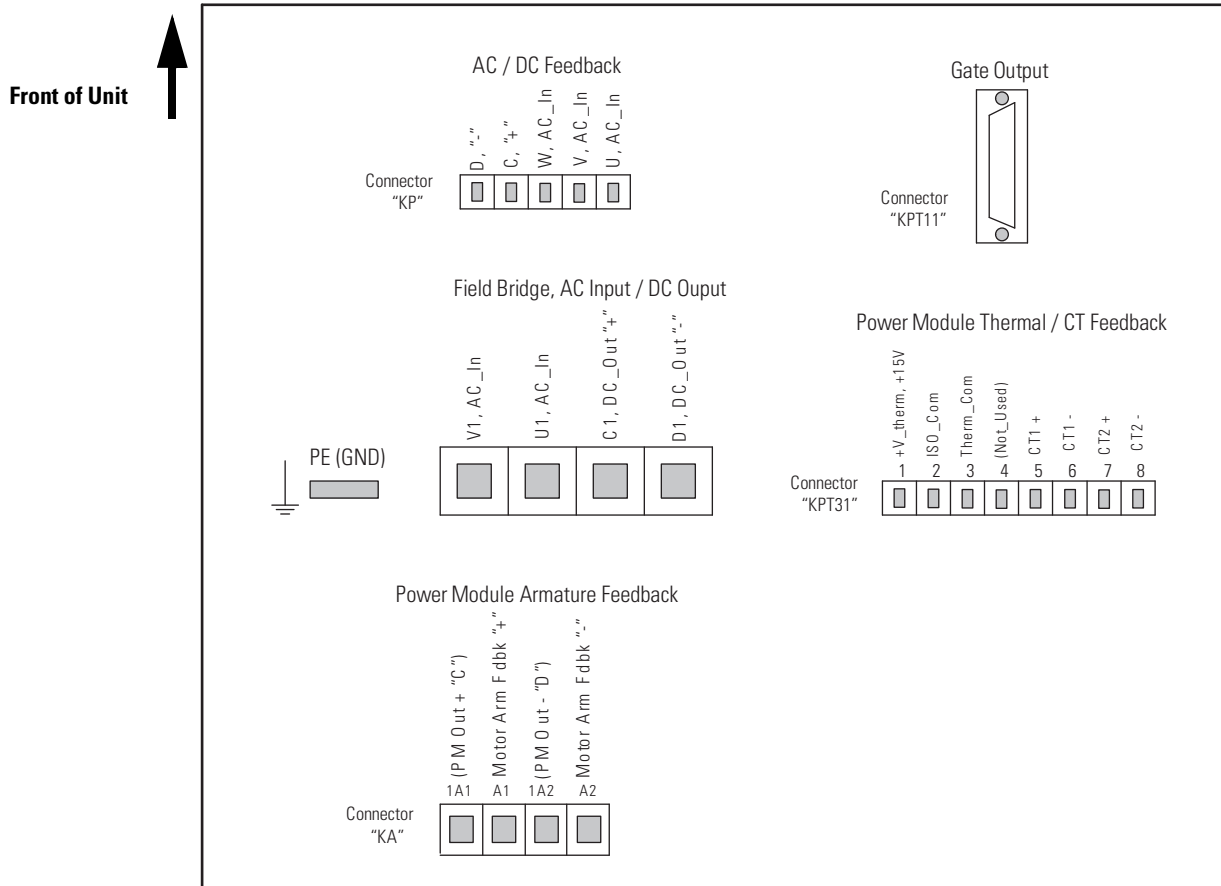 Front of Unit
AC / DC Feedback
D, "-"
C, "+"
W, AC_In
V, AC_In
U, AC_In
Connector
"KP"
Gate Output
Connector
"KPT11"
Field Bridge, AC Input / DC Ouput
V1, AC_In
U1, AC_In
C1, DC_Out "+"
D1, DC_Out "-"
PE (GND)
Power Module Thermal / CT Feedback
+V_therm, +15V
ISO_Com
Therm_Com
(Not_Used)
CT1 +
CT1 -
CT2 +
CT2 -
1 2 3 4 5 6 7 8
Connector
"KPT31"
Power Module Armature Feedback
(PM Out + "C")
Motor Arm Fdbk "+"
(PM Out - "D")
Motor Arm Fdbk "-"
1A1 A1 1A2 A2
Connector
"KA"